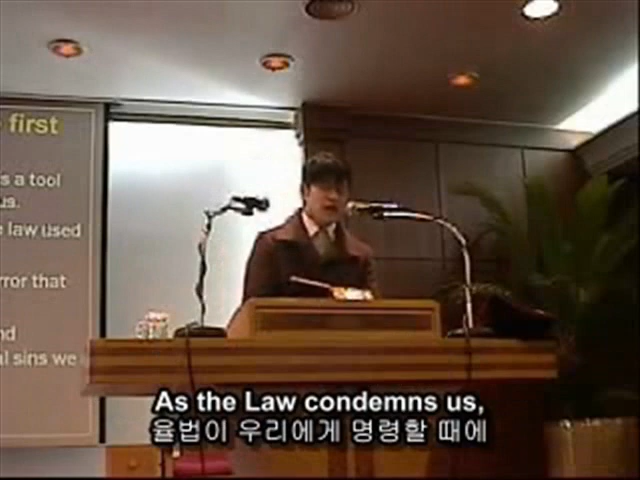 first
s a tool
us.
law used
rror that
nd
al sins we
As the Law condemns us,
율법이 우리에게 명령할 때에